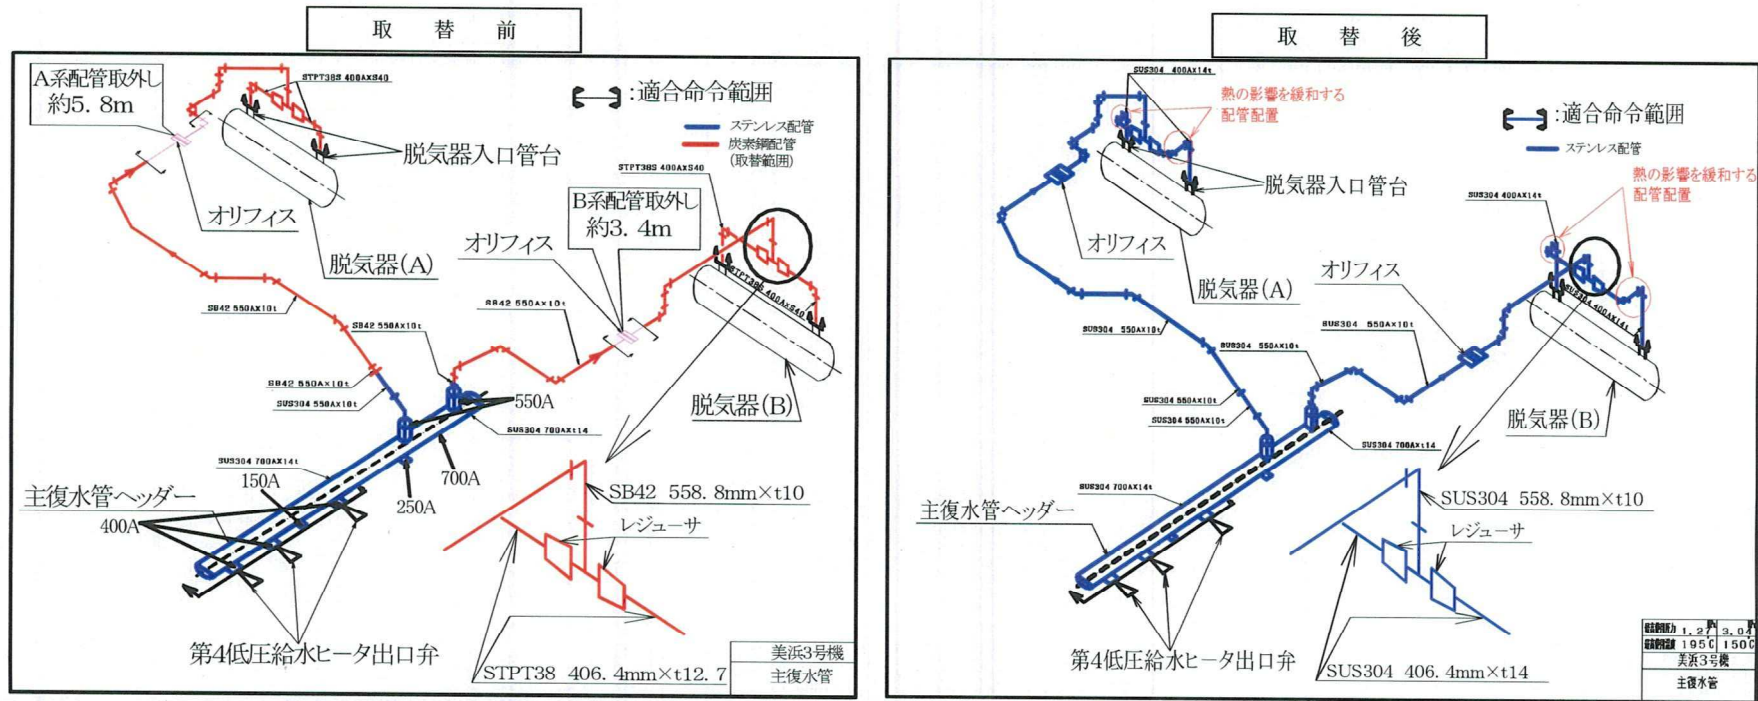 取替前
A系配管取外し
約5.8m
STPT38S 400AXS40
:適合命令範囲
ステンレス配管
炭素鋼配管
(取替範囲)
脱気器入口管台
STPT38S 400AXS40
B系配管取外し
約3.4m
オリフィス
オリフィス
脱気器(A)
STPT38S 400AXS40
SB42 550AX10t
SB42 550AX10t
SB42 550AX10t
SB42 550AX10t
SUS304 550AX10t
脱気器(B)
550A
SUS304 700AXt14
SUS304 700AX14t
700A
150A
250A
主復水管ヘッダー
400A
SB42 558.8mm×t10
レジューサ
第4低圧給水ヒータ出口弁
STPT38 406.4mm×t12.7
美浜3号機
主復水管
取替後
SUS304 400AX14t
熱の影響を緩和する
配管配置
:適合命令範囲
ステンレス配管
脱気器入口管台
熱の影響を緩和する
配管配置
SUS304 400AX14t
オリフィス
オリフィス
脱気器(A)
SUS304 400AX14t
SUS304 550AX10t
SUS304 550AX10t
SUS304 550AX10t
SUS304 550AX10t
SUS304 550AX10t
脱気器(B)
SUS304 700AXt14
SUS304 700AX14t
主復水管ヘッダー
SUS304 558.8mm×t10
レジューサ
第4低圧給水ヒータ出口弁
SUS304 406.4mm×t14
1.27 3.04
195℃ 150℃
美浜3号機
主復水管